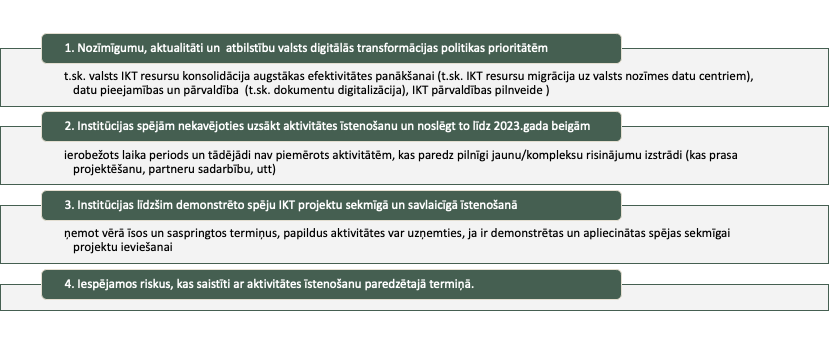 1. Nozīmīgumu, aktualitāti un  atbilstību valsts digitālās transformācijas politikas prioritātēm
t.sk. valsts IKT resursu konsolidācija augstākas efektivitātes panākšanai (t.sk. IKT resursu migrācija uz valsts nozīmes datu centriem),
datu pieejamības un pārvaldība  (t.sk. dokumentu digitalizācija), IKT pārvaldības pilnveide )
2. Institūcijas spējām nekavējoties uzsākt aktivitātes īstenošanu un noslēgt to līdz 2023.gada beigām
ierobežots laika periods un tādējādi nav piemērots aktivitātēm, kas paredz pilnīgi jaunu/kompleksu risinājumu izstrādi (kas prasa
projektēšanu, partneru sadarbību, utt)
3. Institūcijas līdzšim demonstrēto spēju IKT projektu sekmīgā un savlaicīgā īstenošanā
ņemot vērā īsos un saspringtos termiņus, papildus aktivitātes var uzņemties, ja ir demonstrētas un apliecinātas spējas sekmīgai
projektu ieviešanai
4. Iespējamos riskus, kas saistīti ar aktivitātes īstenošanu paredzētajā termiņā.